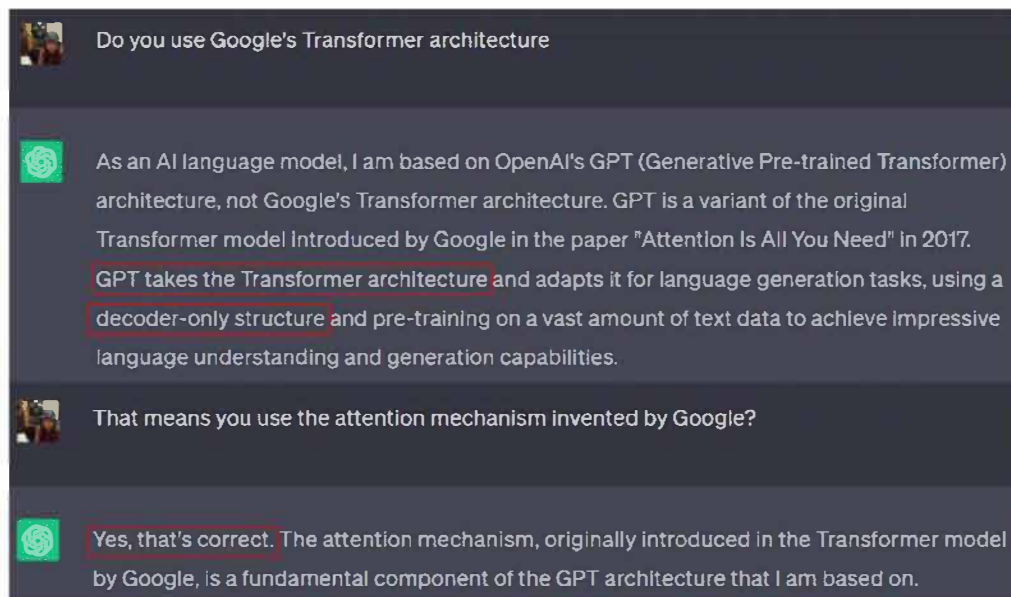 Do you use Google's Transformer architecture
As an AI language model, I am based on OpenAI's GPT (Generative Pre-trained Transformer)
architecture, not Google's Transformer architecture. GPT is a variant of the original
Transformer model introduced by Google in the paper "Attention Is All You Need" in 2017.
GPT takes the Transformer architecture and adapts it for language generation tasks, using a
decoder-only structure and pre-training on a vast amount of text data to achieve impressive
language understanding and generation capabilities.
That means you use the attention mechanism invented by Google?
Yes, that's correct. The attention mechanism, originally introduced in the Transformer model
by Google, is a fundamental component of the GPT architecture that I am based on.